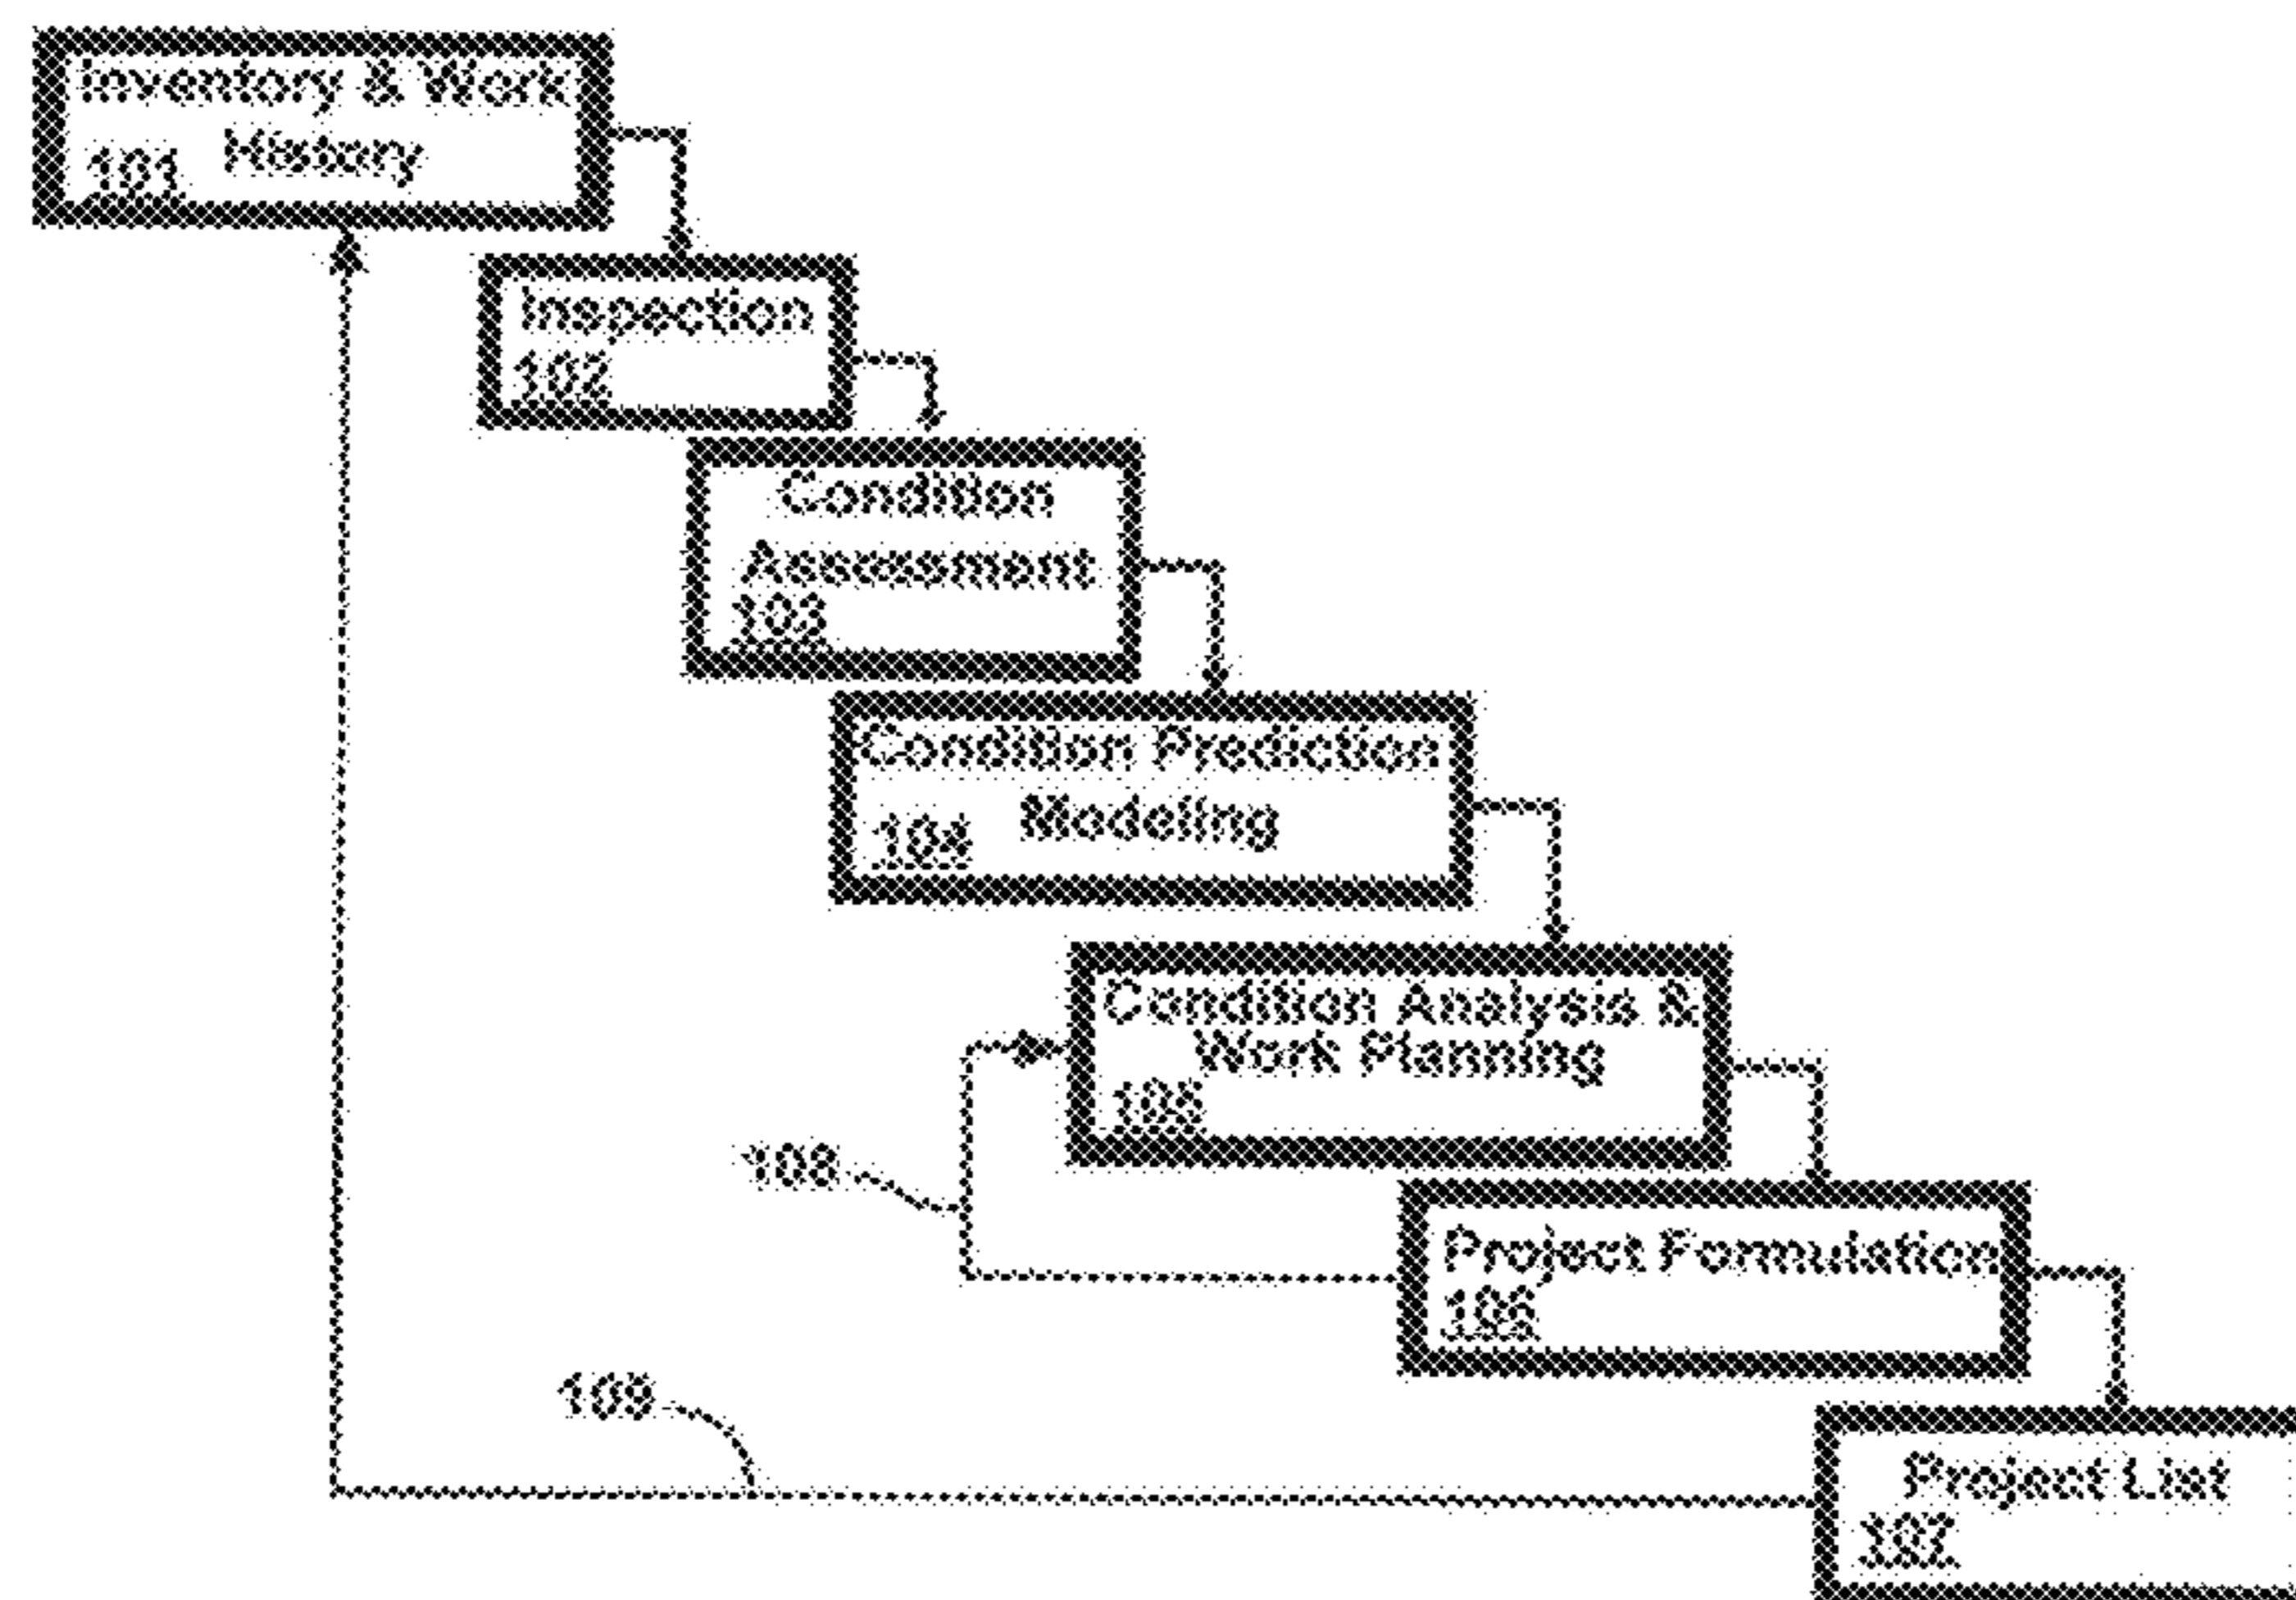 Inventory & Work
History
101
Inspection
102
Condition
Assessment
103
Condition Prediction
Modeling
104
Condition Analysis &
Work Planning
105
108
Project Formulation
106
109
Project List
107